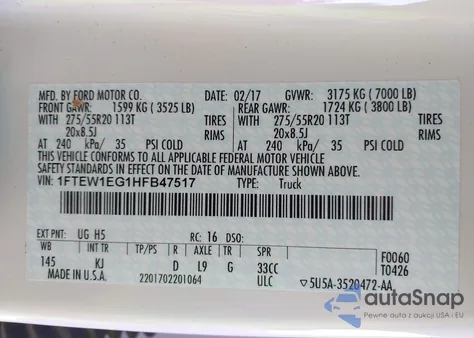 MFD. BY FORD MOTOR CO. DATE: 02/17 GVWR: 3175 KG ( 7000 LB)
FRONT GAWR: 1599 KG ( 3525 LB) REAR GAWR: 1724 KG ( 3800 LB)
WITH 275/55R20 113T TIRES WITH 275/55R20 113T TIRES
20x8.5J RIMS 20x8.5J RIMS
AT 240 kPa/ 35 PSI COLD AT 240 kPa/ 35 PSI COLD
THIS VEHICLE CONFORMS TO ALL APPLICABLE FEDERAL MOTOR VEHICLE
SAFETY STANDARDS IN EFFECT ON THE DATE OF MANUFACTURE SHOWN ABOVE.
VIN: 1FTEW1EG1HFB47517 TYPE: Truck
EXT PNT: UG H5 RC: 16 DSO:
WB INT TR TP/PS R AXLE TR SPR F0060
145 KJ D L9 G 33CC T0426
MADE IN U.S.A. 2201702201064 ULC ▽5U5A-3520472-AA
autoSnap
Pewne auta z USA i EU